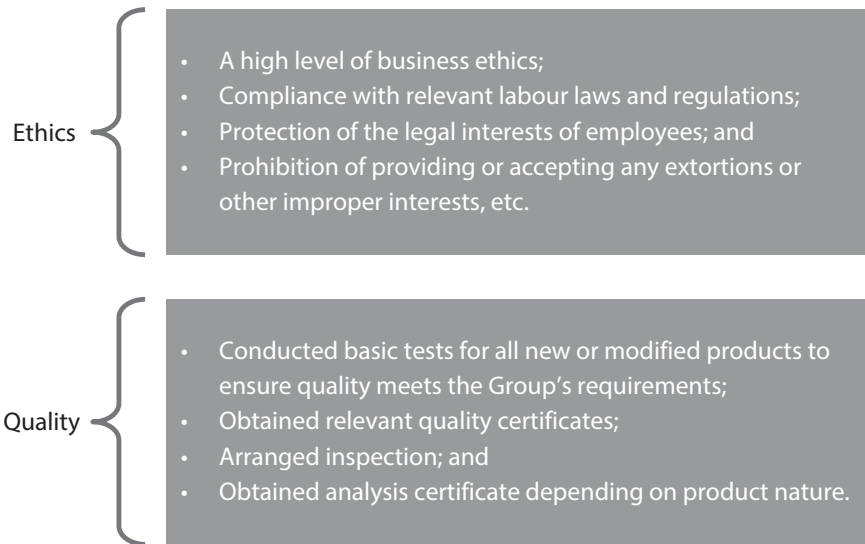 Ethics
• A high level of business ethics;
• Compliance with relevant labour laws and regulations;
• Protection of the legal interests of employees; and
• Prohibition of providing or accepting any extortions or
other improper interests, etc.
Quality
• Conducted basic tests for all new or modified products to
ensure quality meets the Group’s requirements;
• Obtained relevant quality certificates;
• Arranged inspection; and
• Obtained analysis certificate depending on product nature.